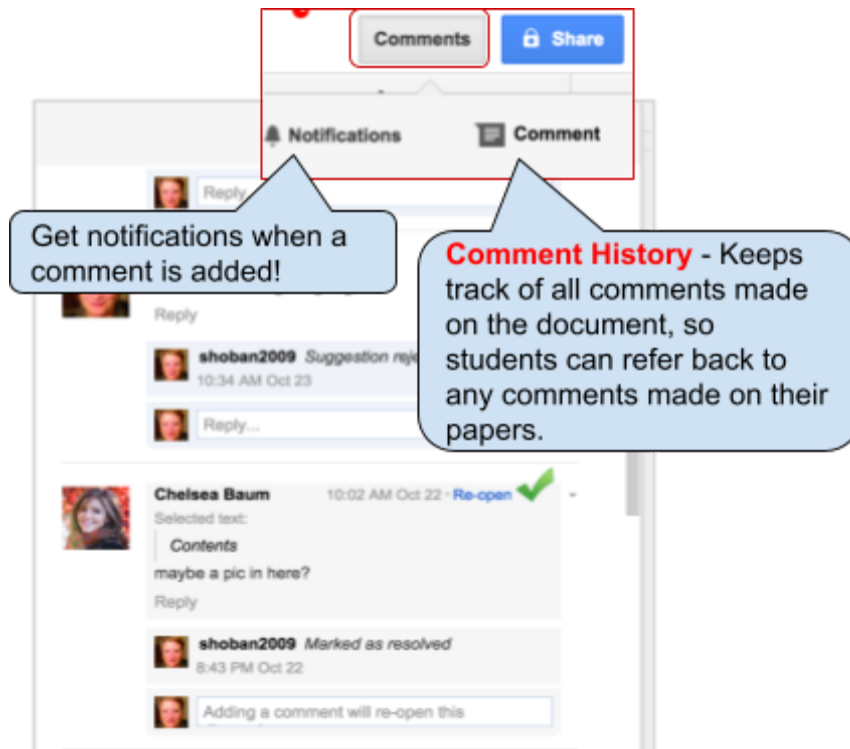 Comments
Share
Notifications
Comment
Reply
Get notifications when a
comment is added!
Comment History - Keeps
track of all comments made
on the document, so
students can refer back to
any comments made on their
papers.
Reply
shoban2009 Suggestion
10:34 AM Oct 23
Reply...
Chelsea Baum 10:02 AM Oct 22 · Re-open
Selected text:
Contents
maybe a pic in here?
Reply
shoban2009 Marked as resolved
8:43 PM Oct 22
Adding a comment will re-open this